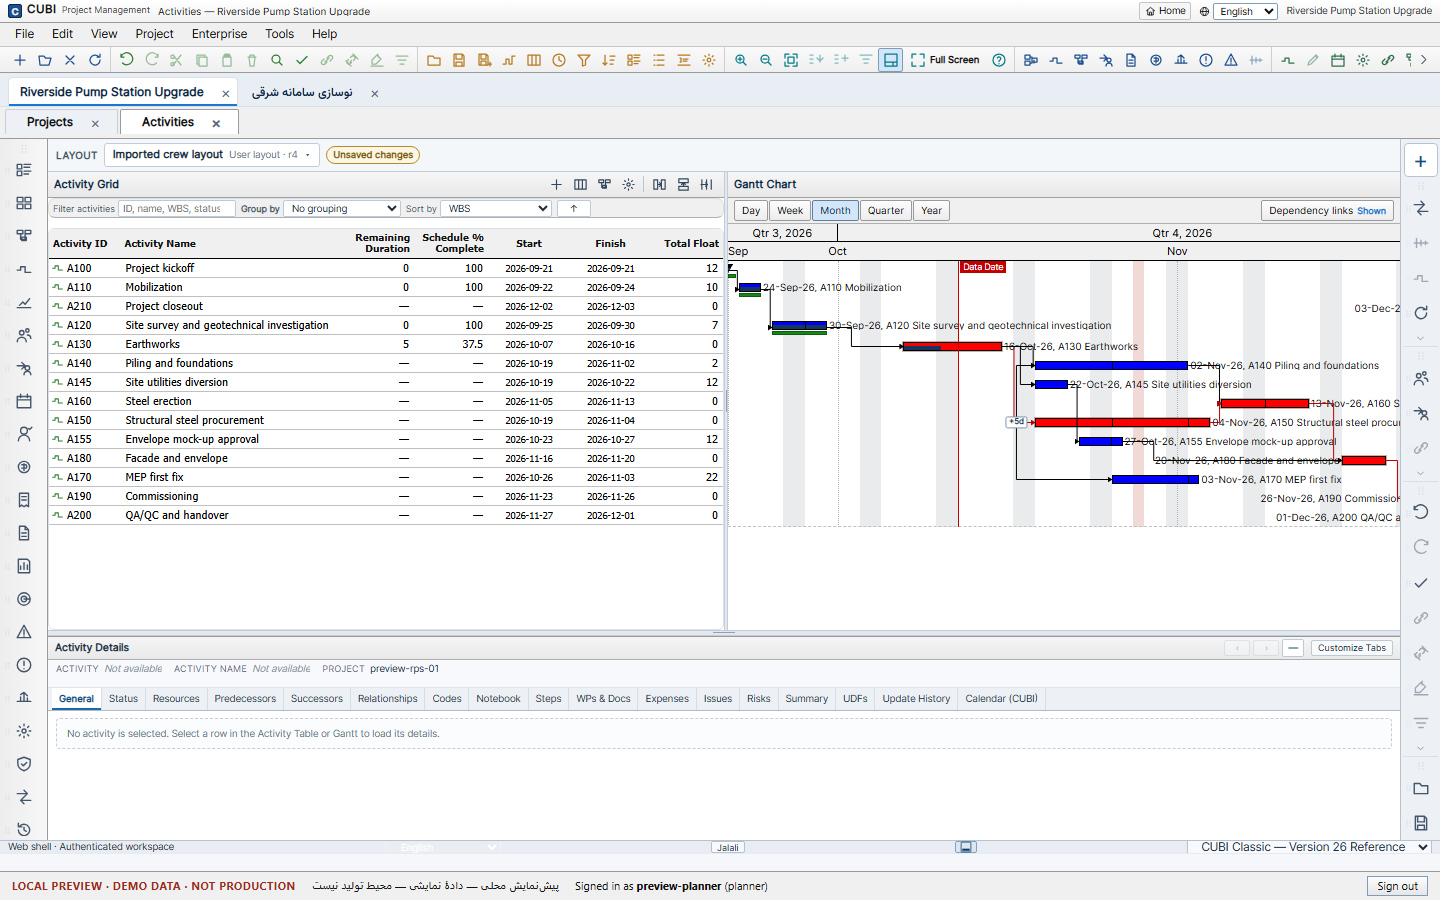 CUBI Project Management Activities — Riverside Pump Station Upgrade Home English Riverside Pump Station Upgrade
File Edit View Project Enterprise Tools Help
Full Screen
Riverside Pump Station Upgrade × نوسازی سامانه شرقی ×
Projects × Activities ×
LAYOUT Imported crew layout User layout · r4 Unsaved changes
Activity Grid
Filter activities ID, name, WBS, status Group by No grouping Sort by WBS ↑
Activity ID Activity Name Remaining Duration Schedule % Complete Start Finish Total Float
A100 Project kickoff 0 100 2026-09-21 2026-09-21 12
A110 Mobilization 0 100 2026-09-22 2026-09-24 10
A210 Project closeout — — 2026-12-02 2026-12-03 0
A120 Site survey and geotechnical investigation 0 100 2026-09-25 2026-09-30 7
A130 Earthworks 5 37.5 2026-10-07 2026-10-16 0
A140 Piling and foundations — — 2026-10-19 2026-11-02 2
A145 Site utilities diversion — — 2026-10-19 2026-10-22 12
A160 Steel erection — — 2026-11-05 2026-11-13 0
A150 Structural steel procurement — — 2026-10-19 2026-11-04 0
A155 Envelope mock-up approval — — 2026-10-23 2026-10-27 12
A180 Facade and envelope — — 2026-11-16 2026-11-20 0
A170 MEP first fix — — 2026-10-26 2026-11-03 22
A190 Commissioning — — 2026-11-23 2026-11-26 0
A200 QA/QC and handover — — 2026-11-27 2026-12-01 0
Gantt Chart
Day Week Month Quarter Year Dependency links Shown
Qtr 3, 2026 Qtr 4, 2026
Sep Oct Nov
Data Date
24-Sep-26, A110 Mobilization
03-Dec-2
30-Sep-26, A120 Site survey and geotechnical investigation
16-Oct-26, A130 Earthworks
02-Nov-26, A140 Piling and foundations
22-Oct-26, A145 Site utilities diversion
13-Nov-26, A160 S
+5d 04-Nov-26, A150 Structural steel procur
27-Oct-26, A155 Envelope mock-up approval
20-Nov-26, A180 Facade and envelope
03-Nov-26, A170 MEP first fix
26-Nov-26, A190 Commission
01-Dec-26, A200 QA/QC a
Activity Details Customize Tabs
ACTIVITY Not available ACTIVITY NAME Not available PROJECT preview-rps-01
General Status Resources Predecessors Successors Relationships Codes Notebook Steps WPs & Docs Expenses Issues Risks Summary UDFs Update History Calendar (CUBI)
No activity is selected. Select a row in the Activity Table or Gantt to load its details.
Web shell · Authenticated workspace English Jalali CUBI Classic — Version 26 Reference
LOCAL PREVIEW · DEMO DATA · NOT PRODUCTION پیش‌نمایش محلی — دادهٔ نمایشی — محیط تولید نیست Signed in as preview-planner (planner) Sign out